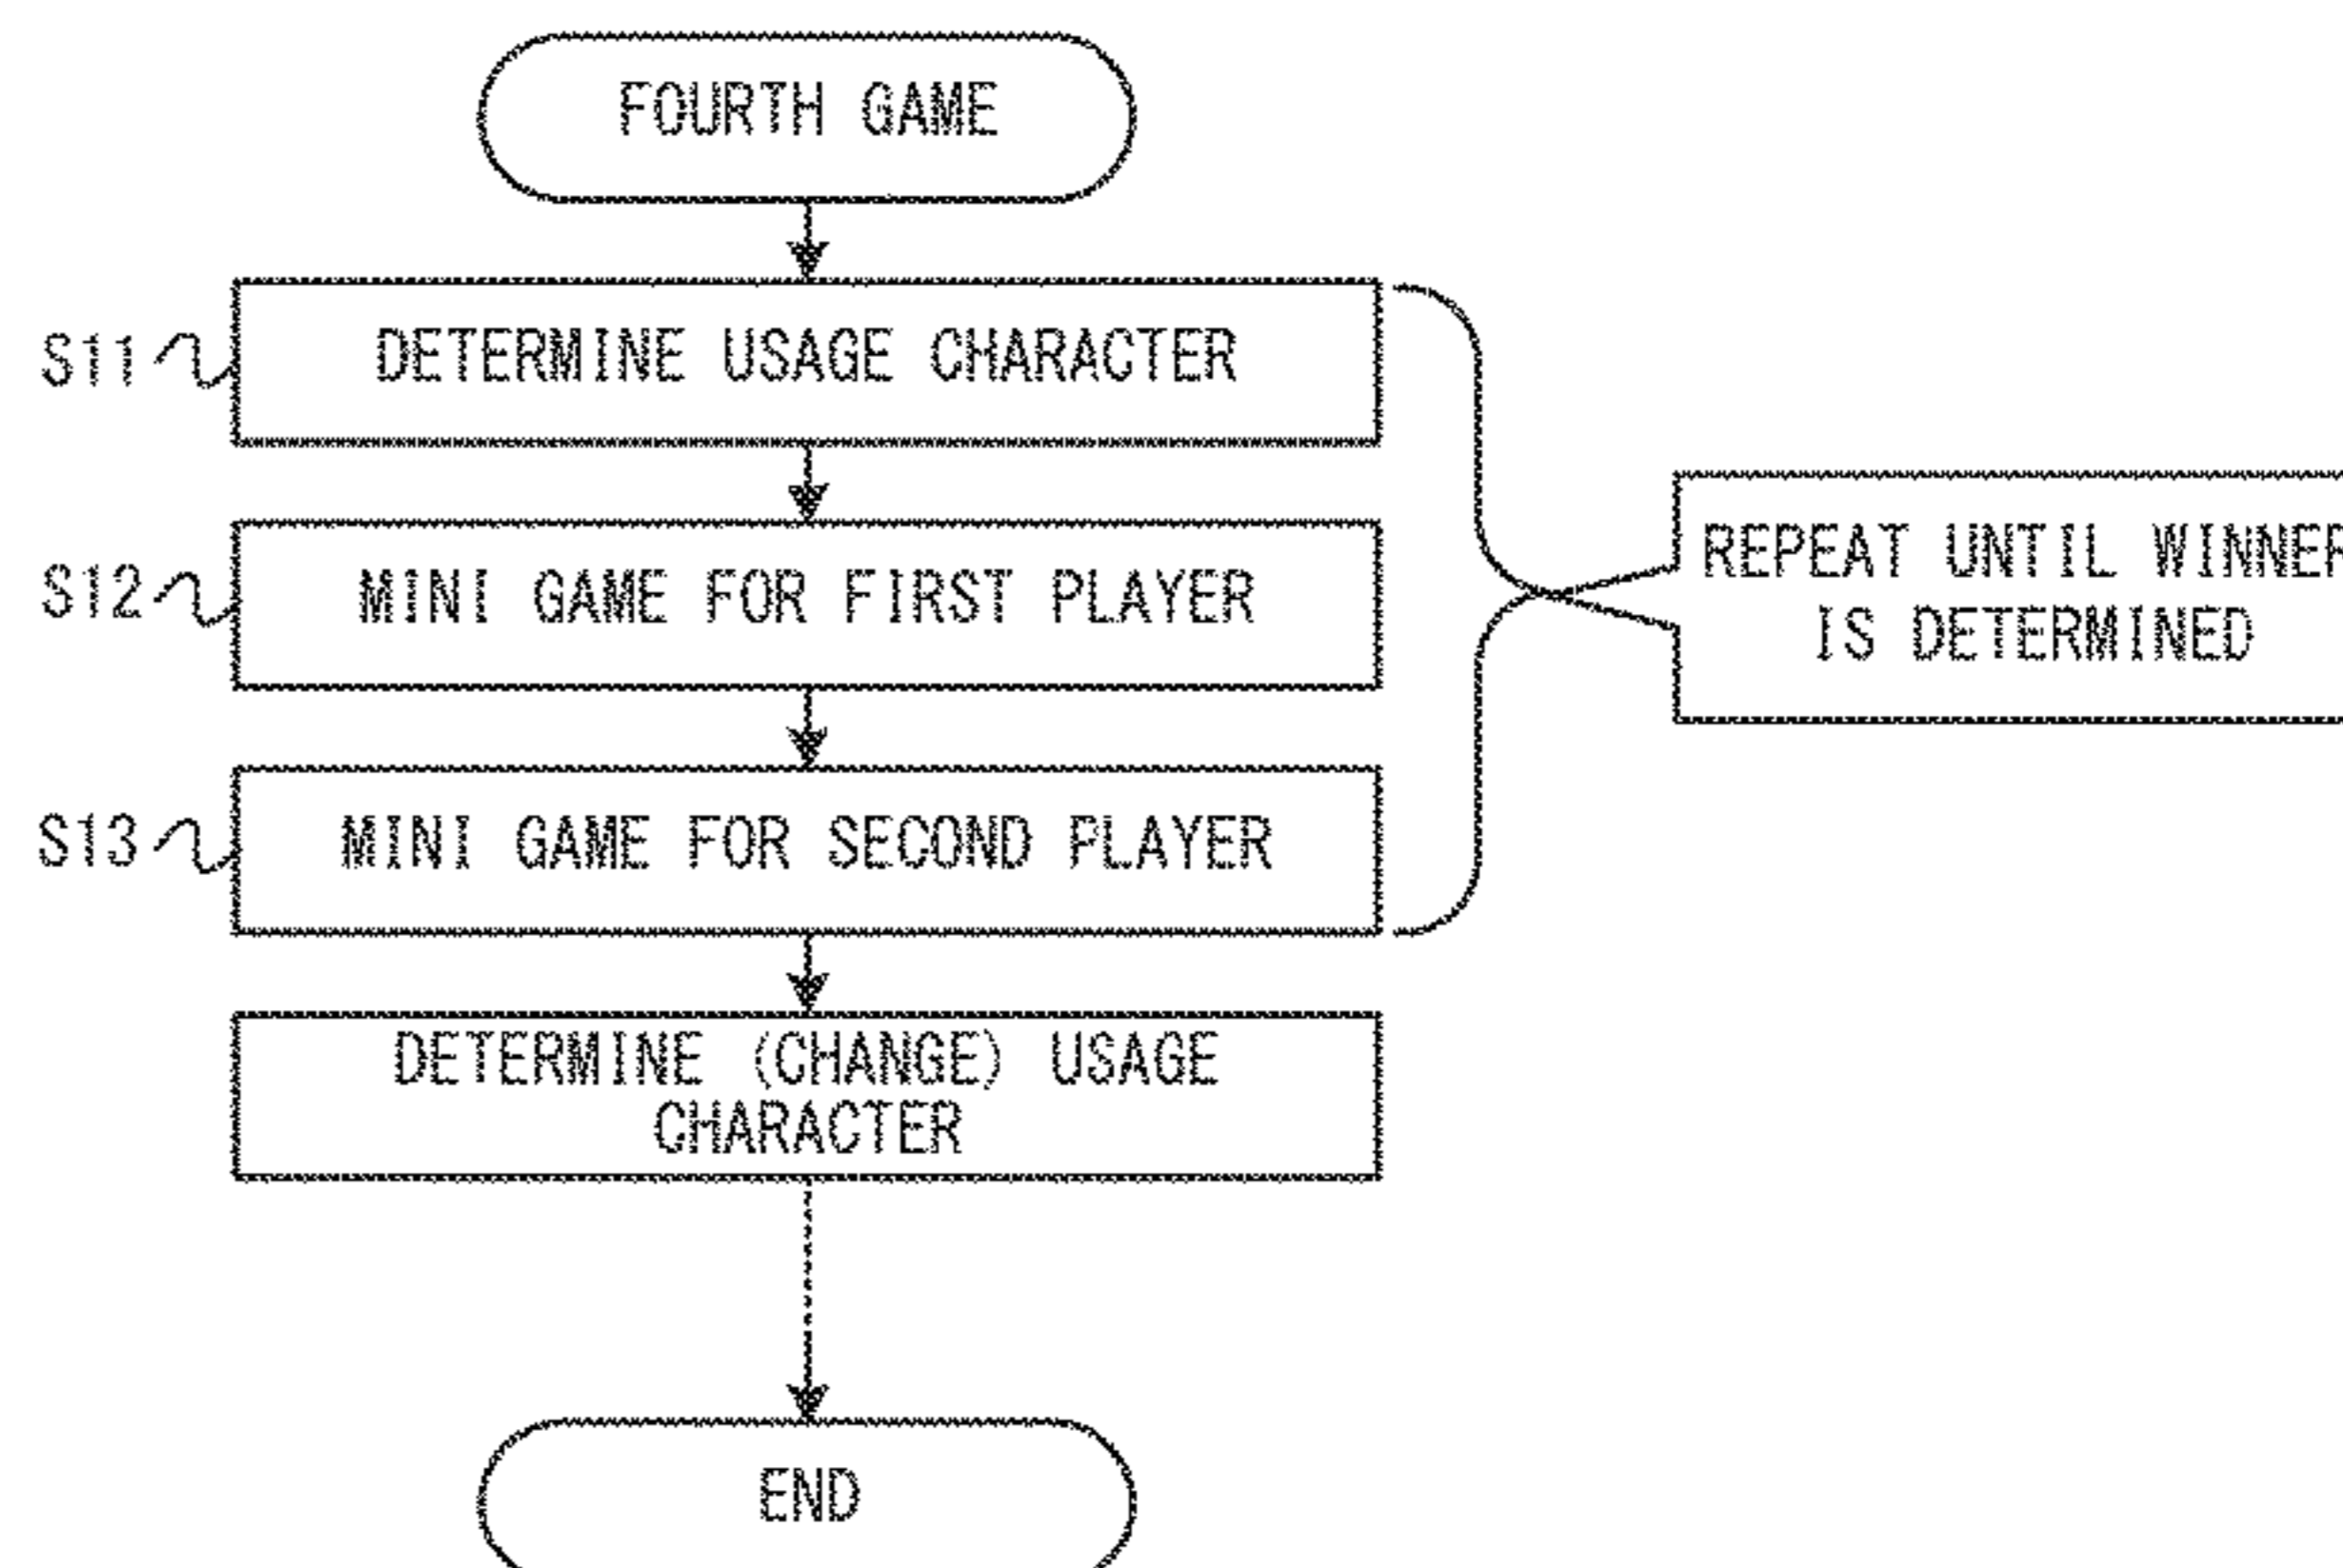 FOURTH GAME
S11
DETERMINE USAGE CHARACTER
S12
MINI GAME FOR FIRST PLAYER
REPEAT UNTIL WINNER
IS DETERMINED
S13
MINI GAME FOR SECOND PLAYER
DETERMINE (CHANGE) USAGE
CHARACTER
END